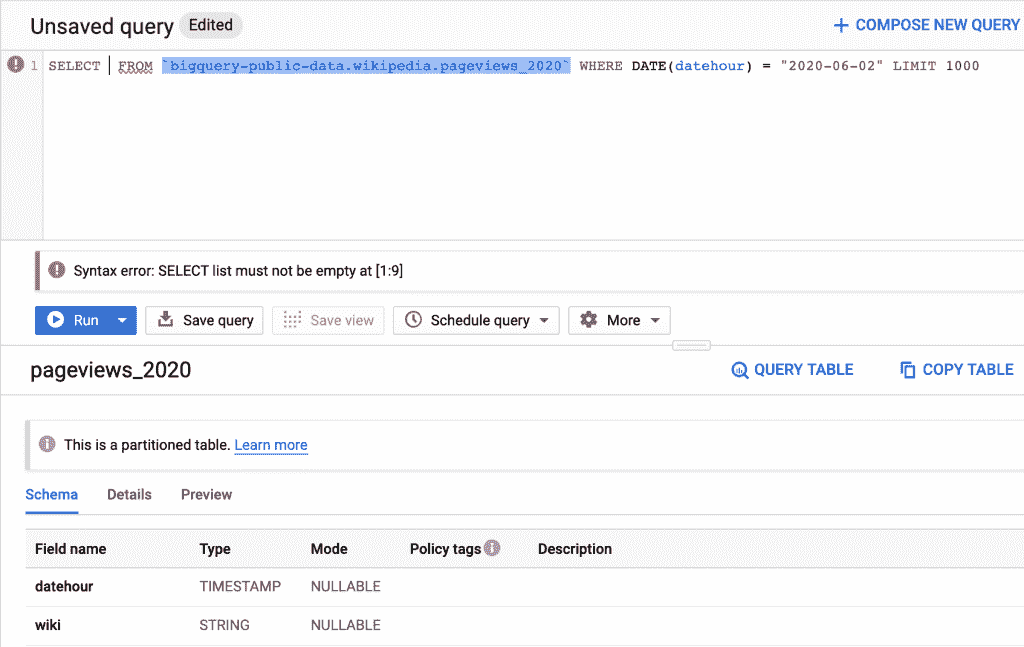 Unsaved query Edited + COMPOSE NEW QUERY
1 SELECT FROM `bigquery-public-data.wikipedia.pageviews_2020` WHERE DATE(datehour) = "2020-06-02" LIMIT 1000
Syntax error: SELECT list must not be empty at [1:9]
Run Save query Save view Schedule query More
pageviews_2020 QUERY TABLE COPY TABLE
This is a partitioned table. Learn more
Schema Details Preview
Field name Type Mode Policy tags Description
datehour TIMESTAMP NULLABLE
wiki STRING NULLABLE